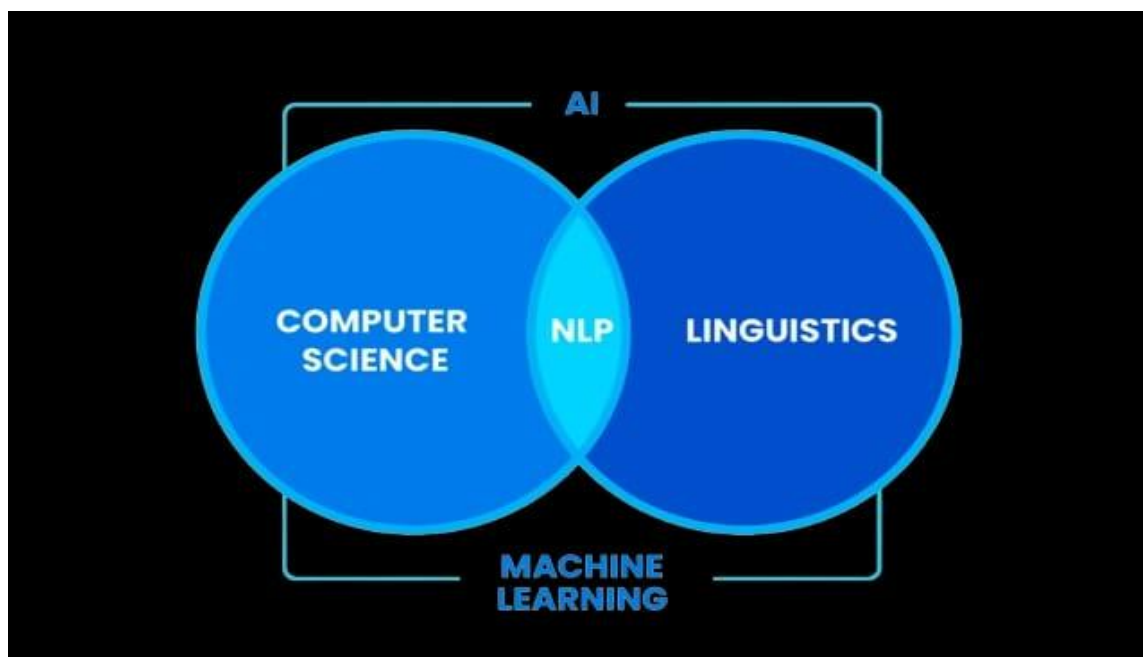 AI
COMPUTER
SCIENCE
NLP
LINGUISTICS
MACHINE
LEARNING